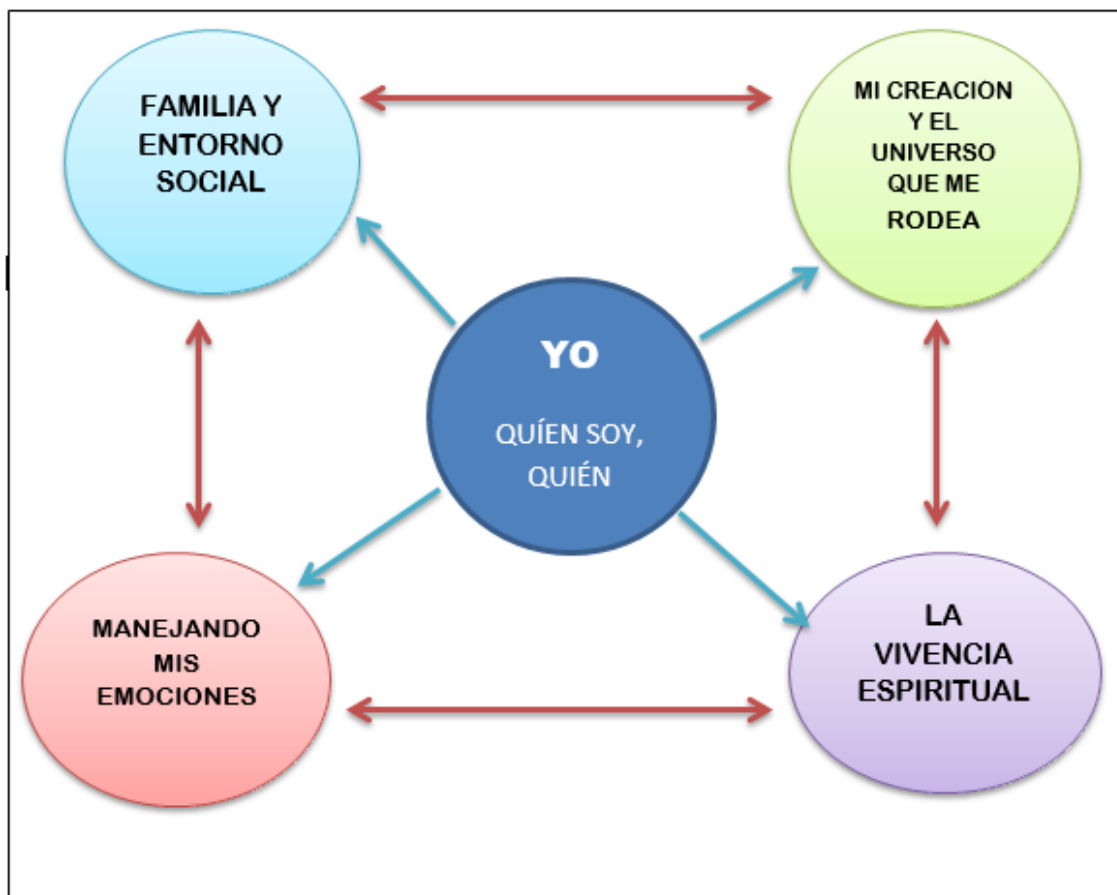 FAMILIA Y
ENTORNO
SOCIAL
MI CREACION
Y EL
UNIVERSO
QUE ME
RODEA
YO
QUÍEN SOY,
QUIÉN
MANEJANDO
MIS
EMOCIONES
LA
VIVENCIA
ESPIRITUAL